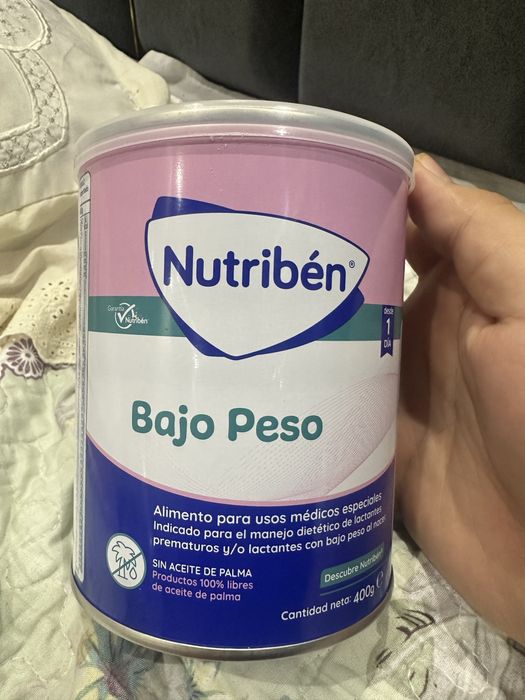 Nutribén®
Garantía
Nutribén
desde
1
DÍA
Bajo Peso
Alimento para usos médicos especiales
Indicado para el manejo dietético de lactantes
prematuros y/o lactantes con bajo peso al nacer
SIN ACEITE DE PALMA
Productos 100% libres
de aceite de palma
Descubre Nutribén®
Cantidad neta: 400g e